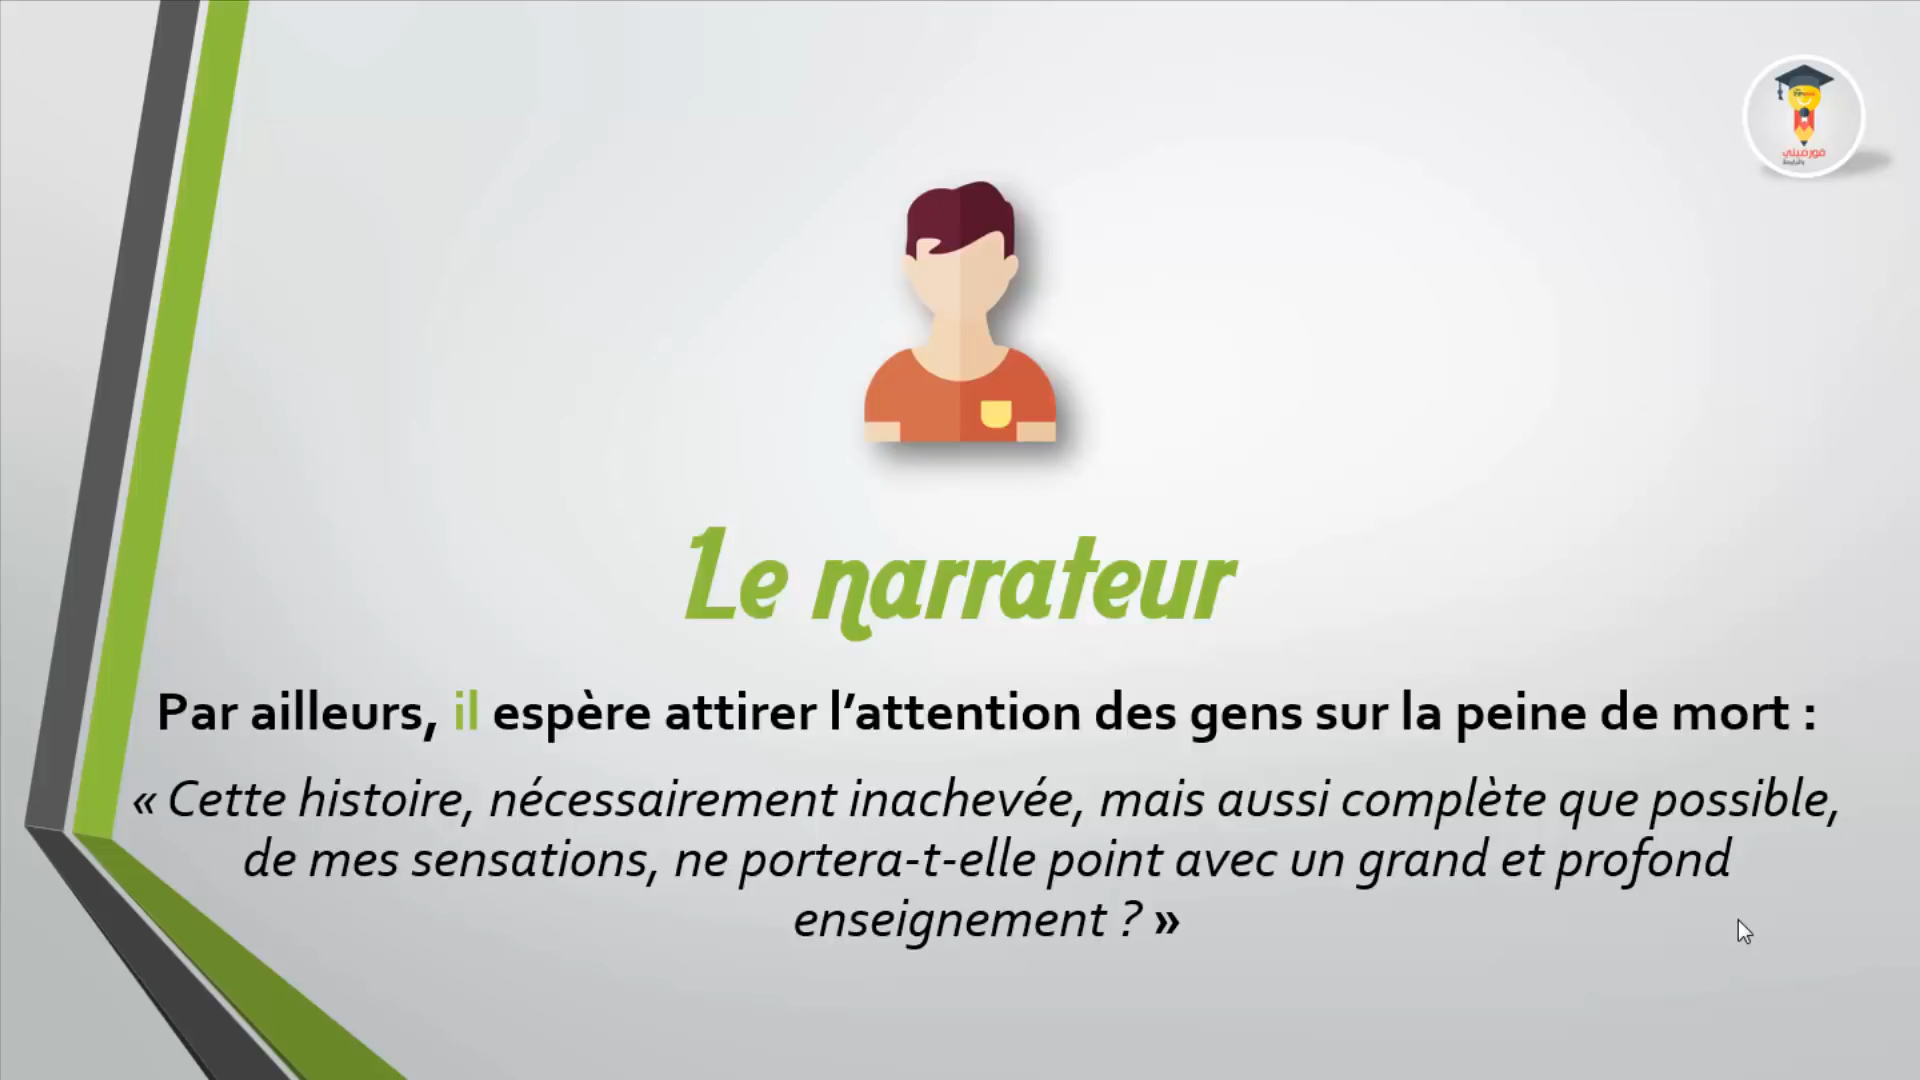 فورميني
Le narrateur
Par ailleurs, il espère attirer l’attention des gens sur la peine de mort :
« Cette histoire, nécessairement inachevée, mais aussi complète que possible,
de mes sensations, ne portera-t-elle point avec un grand et profond
enseignement ? »